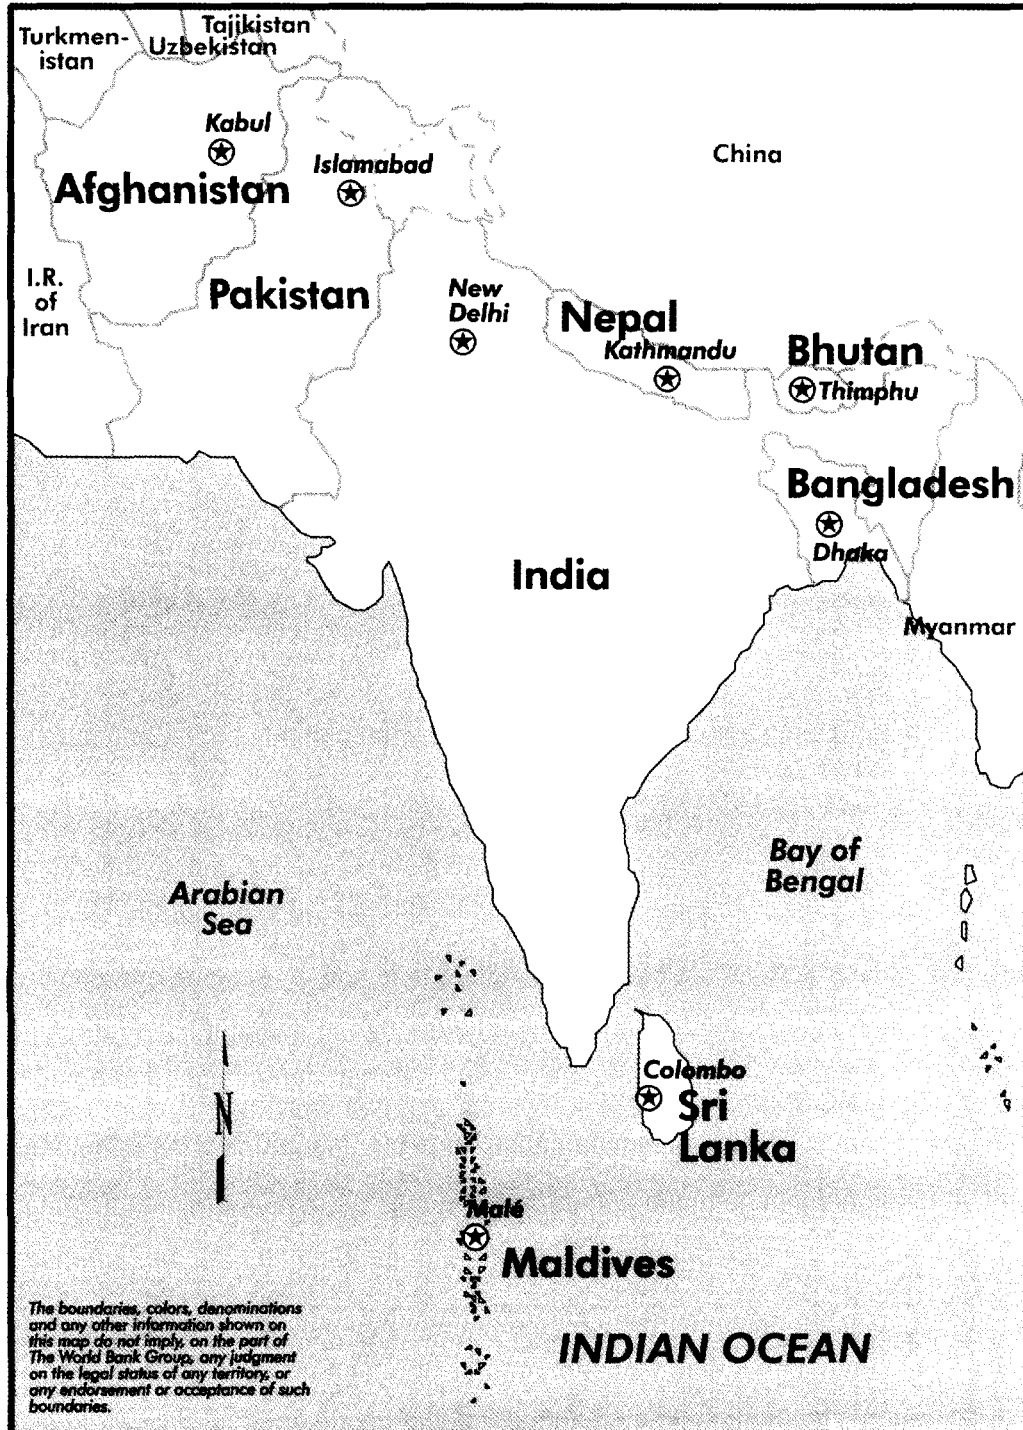 Turkmen-
istan
Tajikistan
Uzbekistan
Kabul
Afghanistan
Islamabad
China
I.R.
of
Iran
Pakistan
New
Delhi
Nepal
Kathmandu
Bhutan
Thimphu
Bangladesh
Dhaka
India
Myanmar
Arabian
Sea
Bay of
Bengal
N
Colombo
Sri
Lanka
Malé
Maldives
INDIAN OCEAN
The boundaries, colors, denominations
and any other information shown on
this map do not imply, on the part of
The World Bank Group, any judgment
on the legal status of any territory, or
any endorsement or acceptance of such
boundaries.